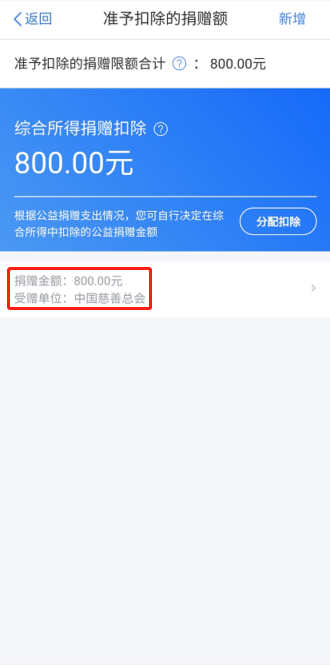 返回 准予扣除的捐赠额 新增
准予扣除的捐赠限额合计 ? ： 800.00元
综合所得捐赠扣除 ?
800.00元
根据公益捐赠支出情况，您可自行决定在综
合所得中扣除的公益捐赠金额
分配扣除
捐赠金额：800.00元
受赠单位：中国慈善总会